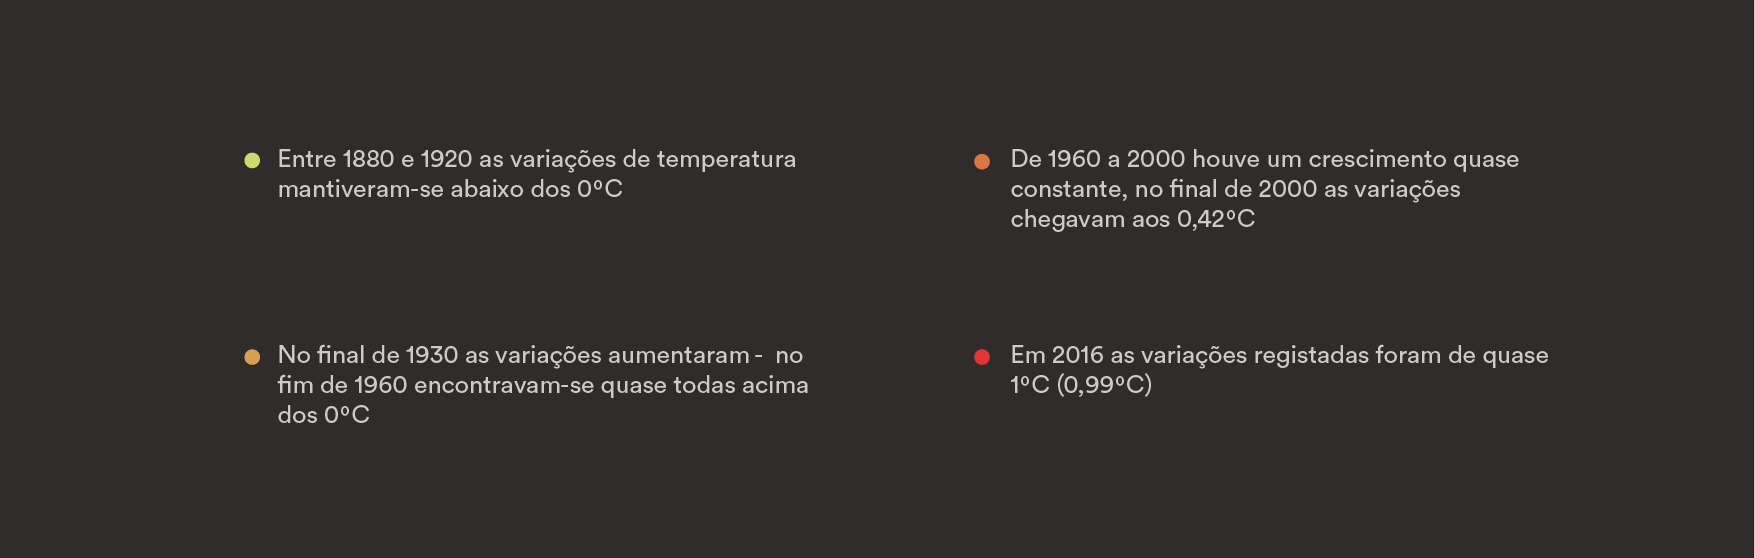 Entre 1880 e 1920 as variações de temperatura
mantiveram-se abaixo dos 0ºC
No final de 1930 as variações aumentaram - no
fim de 1960 encontravam-se quase todas acima
dos 0ºC
De 1960 a 2000 houve um crescimento quase
constante, no final de 2000 as variações
chegavam aos 0,42ºC
Em 2016 as variações registadas foram de quase
1ºC (0,99ºC)